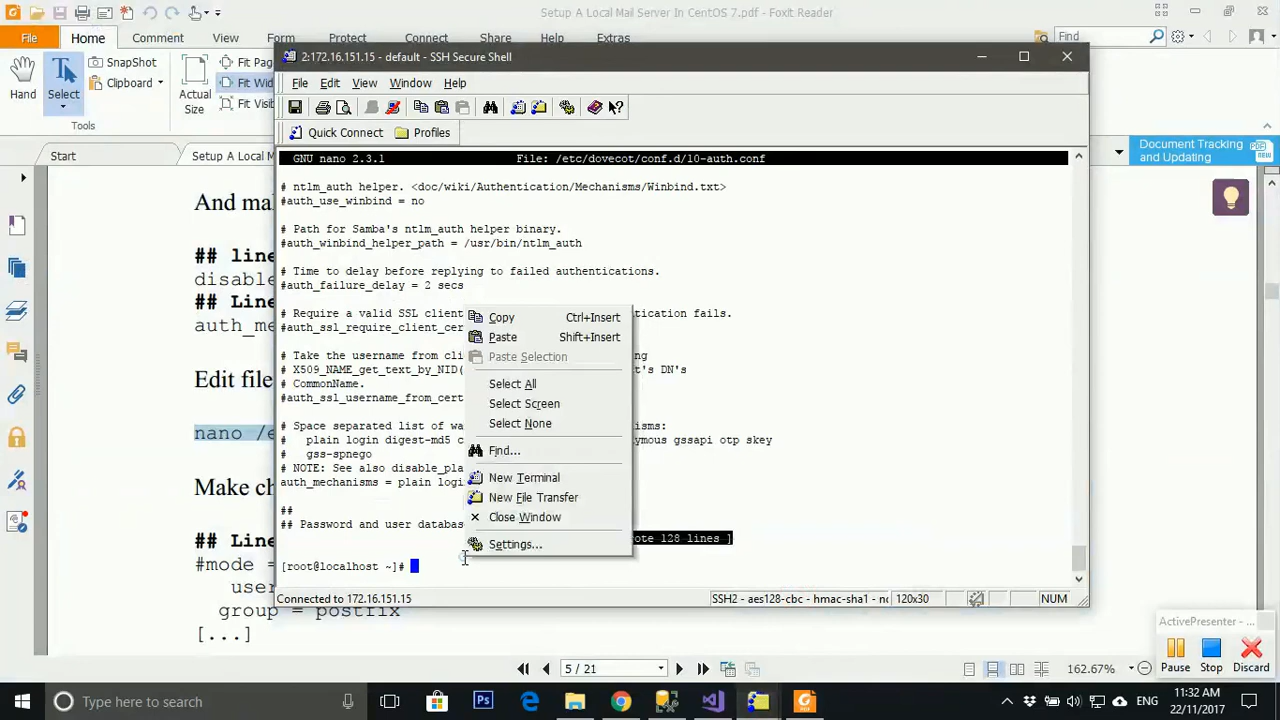 Setup A Local Mail Server In CentOS 7.pdf - Foxit Reader
File Home Comment View Form Protect Connect Share Help Extras
Find
Hand
Select
SnapShot
Clipboard
Actual
Size
Fit Pag
Fit Wid
Fit Visib
Tools
Start
Setup A Local Ma
Document Tracking
and Updating
2:172.16.151.15 - default - SSH Secure Shell
File Edit View Window Help
Quick Connect Profiles
GNU nano 2.3.1 File: /etc/dovecot/conf.d/10-auth.conf
# ntlm_auth helper. <doc/wiki/Authentication/Mechanisms/Winbind.txt>
#auth_use_winbind = no
# Path for Samba's ntlm_auth helper binary.
#auth_winbind_helper_path = /usr/bin/ntlm_auth
# Time to delay before replying to failed authentications.
#auth_failure_delay = 2 secs
# Require a valid SSL client
tication fails.
#auth_ssl_require_client_cer
# Take the username from cli
ng
# X509_NAME_get_text_by_NID(
t's DN's
# CommonName.
#auth_ssl_username_from_cert
# Space separated list of wa
isms:
# plain login digest-md5 c
ymous gssapi otp skey
# gss-spnego
# NOTE: See also disable_pla
auth_mechanisms = plain logi
##
## Password and user databas
ote 128 lines ]
[root@localhost ~]#
Copy Ctrl+Insert
Paste Shift+Insert
Paste Selection
Select All
Select Screen
Select None
Find...
New Terminal
New File Transfer
Close Window
Settings...
Connected to 172.16.151.15
SSH2 - aes128-cbc - hmac-sha1 - nc
120x30
NUM
And mal
## line
disable
## Line
auth_me
Edit file
nano /e
Make ch
## Line
#mode =
user
group = postfix
[...]
5 / 21
162.67%
ActivePresenter - ...
Pause
Stop
Discard
Type here to search
ENG
11:32 AM
22/11/2017